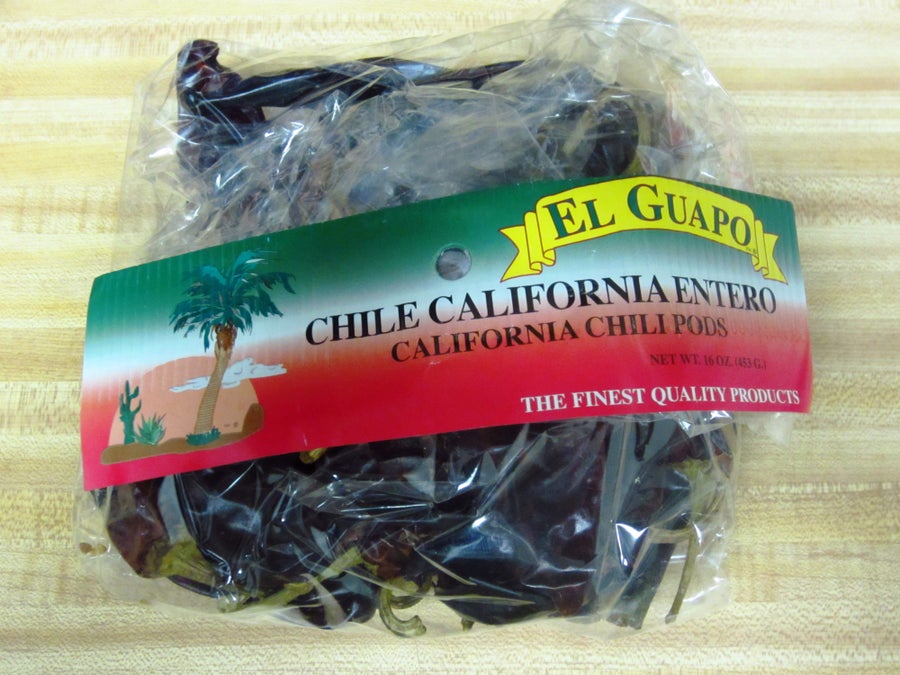 EL GUAPO
CHILE CALIFORNIA ENTERO
CALIFORNIA CHILI PODS
NET WT. 16 OZ. (453 G.)
THE FINEST QUALITY PRODUCTS